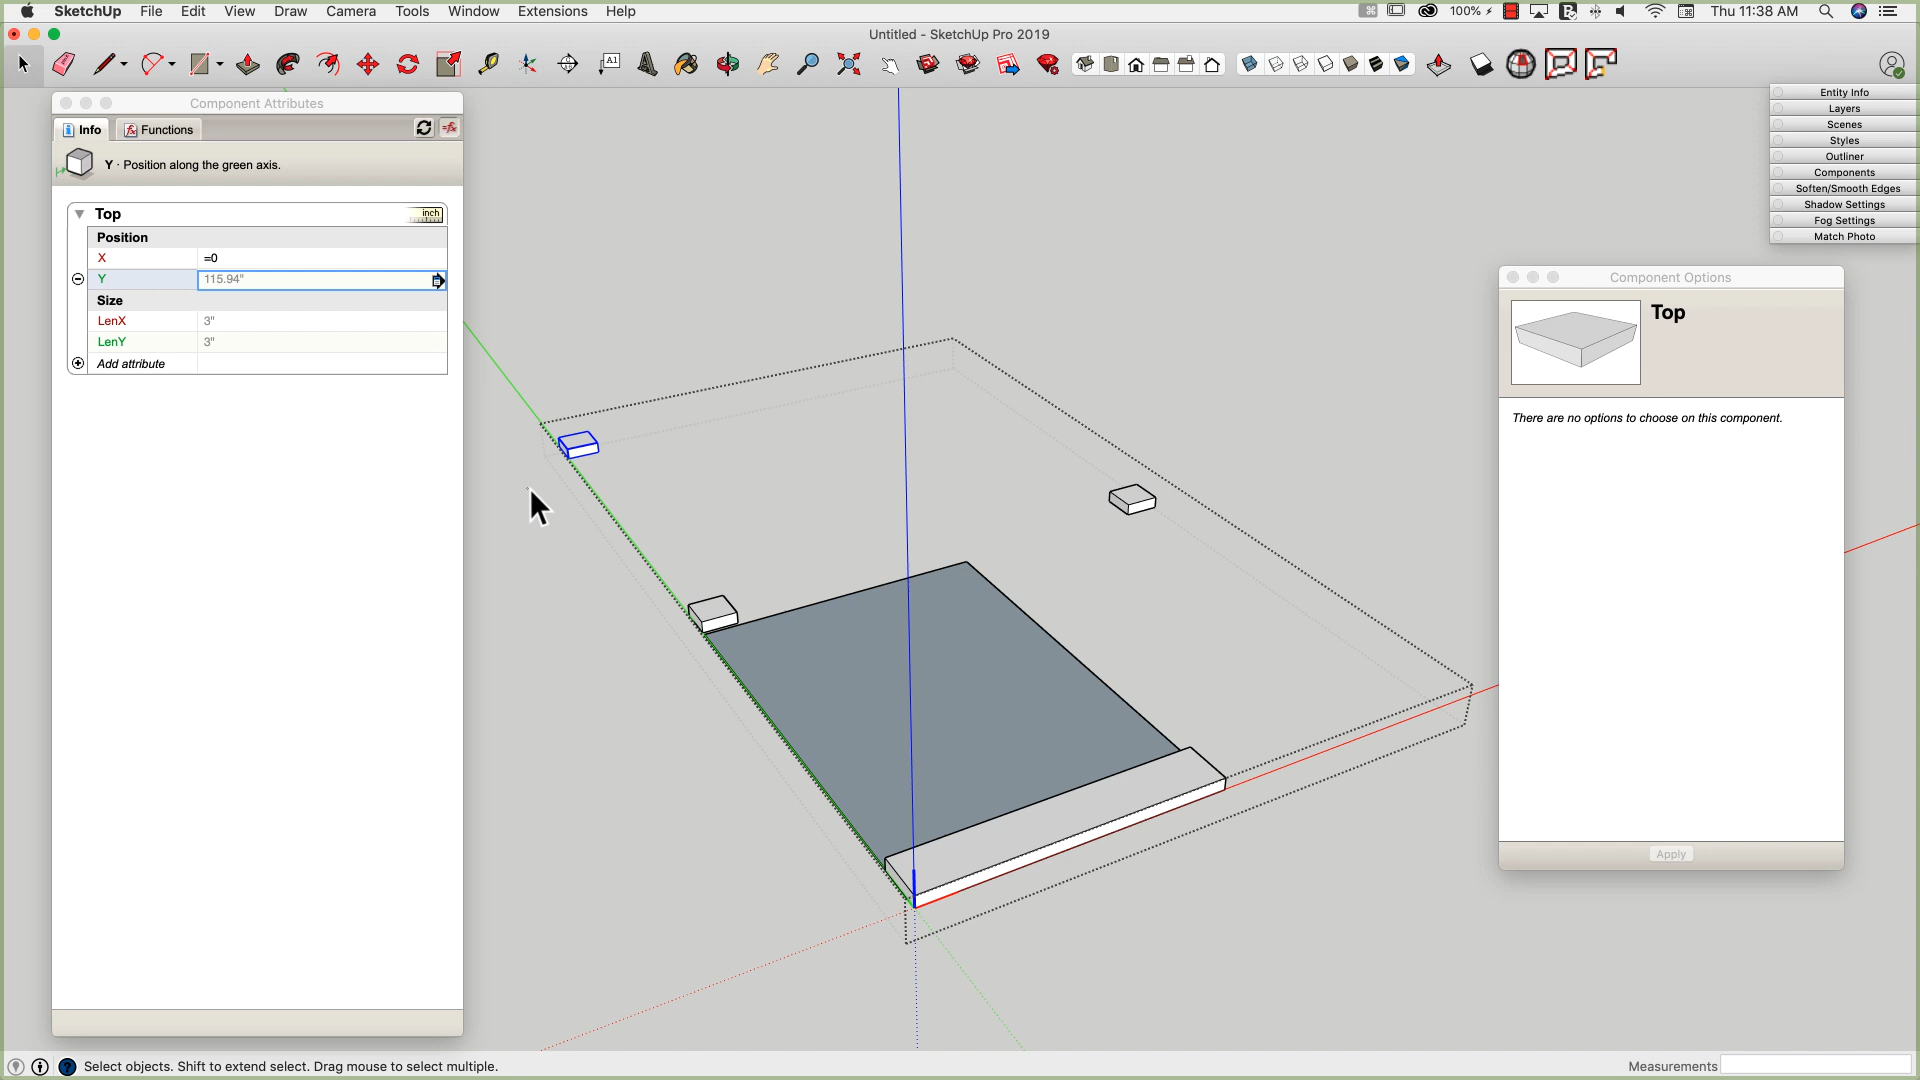 SketchUp File Edit View Draw Camera Tools Window Extensions Help
100% Thu 11:38 AM
Untitled - SketchUp Pro 2019
A1
Component Attributes
Info Functions
Y · Position along the green axis.
Top inch
Position
X =0
Y 115.94"
Size
LenX 3"
LenY 3"
Add attribute
Entity Info
Layers
Scenes
Styles
Outliner
Components
Soften/Smooth Edges
Shadow Settings
Fog Settings
Match Photo
Component Options
Top
There are no options to choose on this component.
Apply
Select objects. Shift to extend select. Drag mouse to select multiple.
Measurements